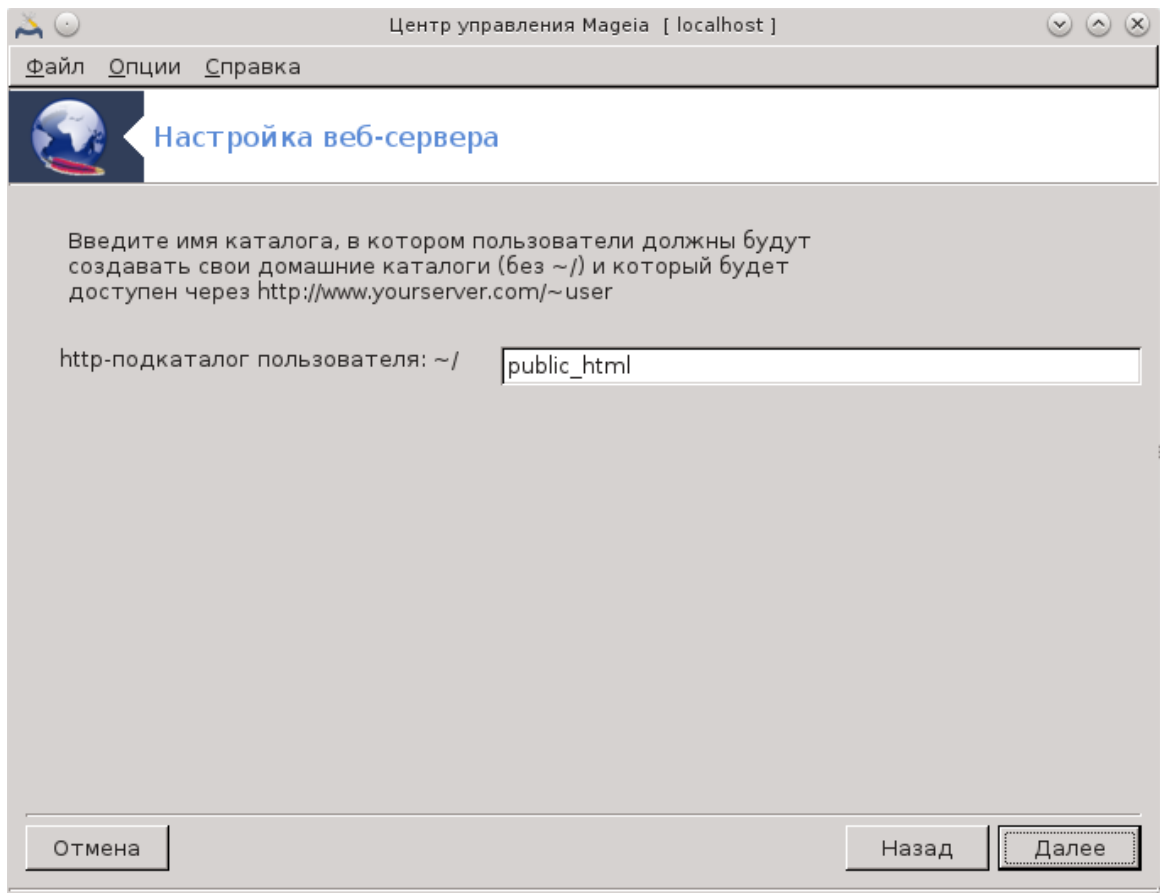 Центр управления Mageia [ localhost ]
Файл Опции Справка
Настройка веб-сервера
Введите имя каталога, в котором пользователи должны будут
создавать свои домашние каталоги (без ~/) и который будет
доступен через http://www.yourserver.com/~user
http-подкаталог пользователя: ~/ public_html
Отмена Назад Далее